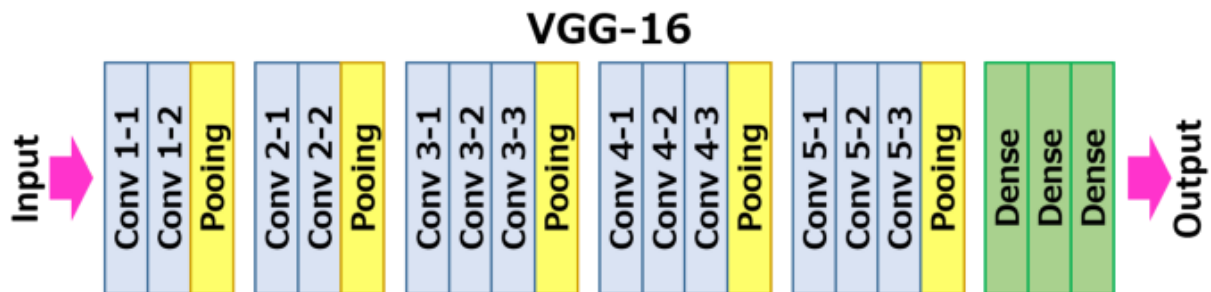 VGG-16
Input
Conv 1-1
Conv 1-2
Pooing
Conv 2-1
Conv 2-2
Pooing
Conv 3-1
Conv 3-2
Conv 3-3
Pooing
Conv 4-1
Conv 4-2
Conv 4-3
Pooing
Conv 5-1
Conv 5-2
Conv 5-3
Pooing
Dense
Dense
Dense
Output